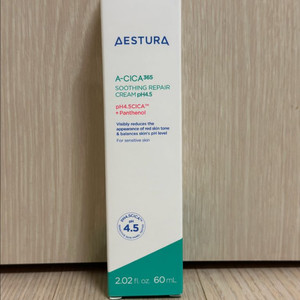 AESTURA
A-CICA365
SOOTHING REPAIR
CREAM pH4.5
pH4.5CICA™
+ Panthenol
Visibly reduces the
appearance of red skin tone
& balances skin's pH level
For sensitive skin
pH
4.5
2.02 fl. oz. 60 mL